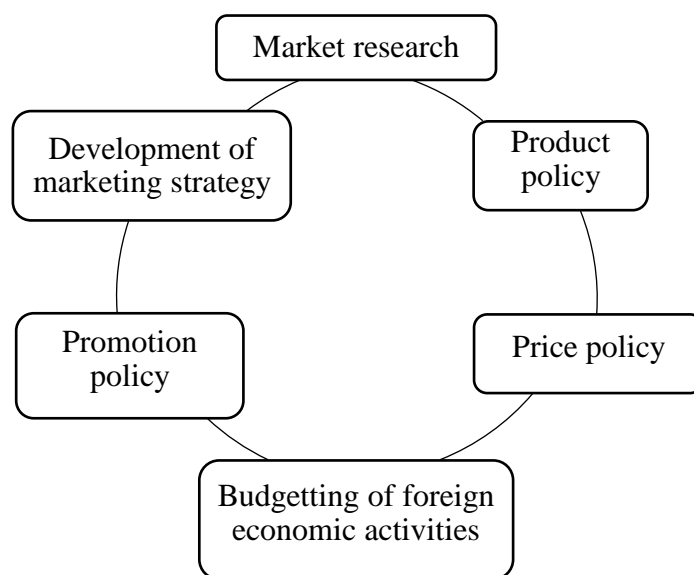 Market research
Development of
marketing strategy
Product
policy
Promotion
policy
Price policy
Budgetting of foreign
economic activities